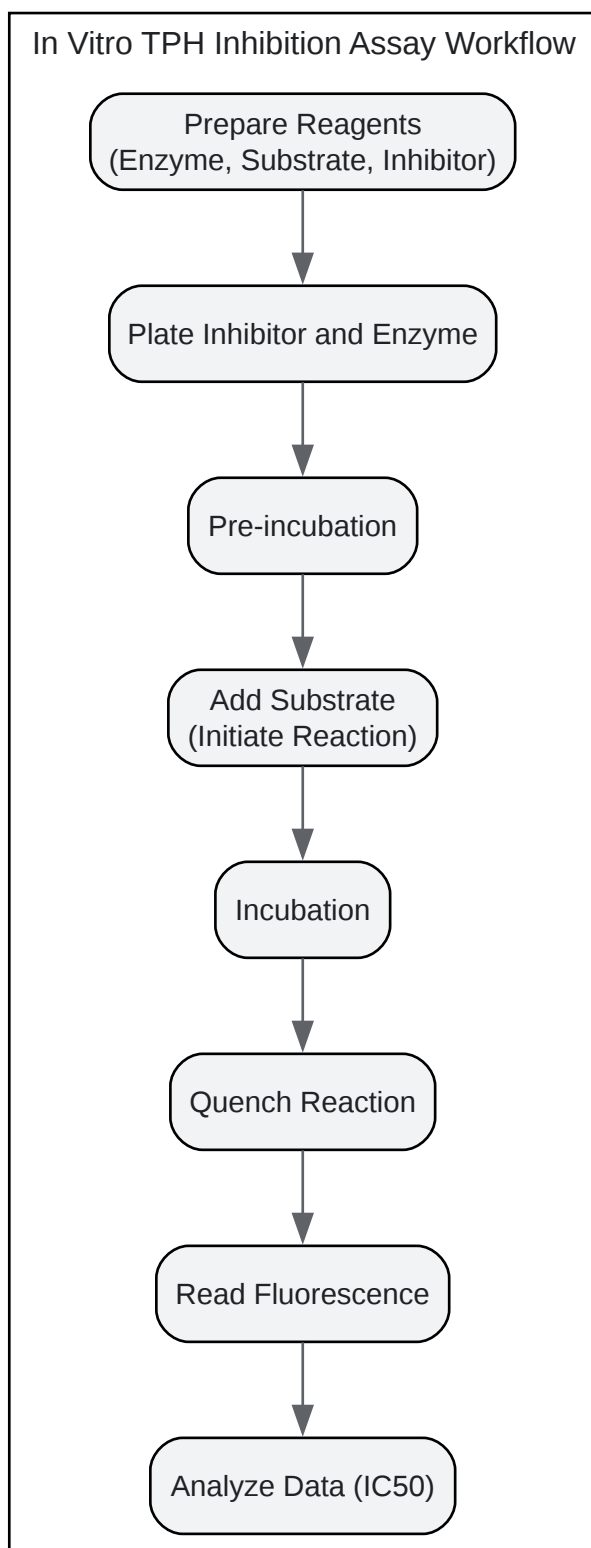 In Vitro TPH Inhibition Assay Workflow
Prepare Reagents
(Enzyme, Substrate, Inhibitor)
Plate Inhibitor and Enzyme
Pre-incubation
Add Substrate
(Initiate Reaction)
Incubation
Quench Reaction
Read Fluorescence
Analyze Data (IC50)